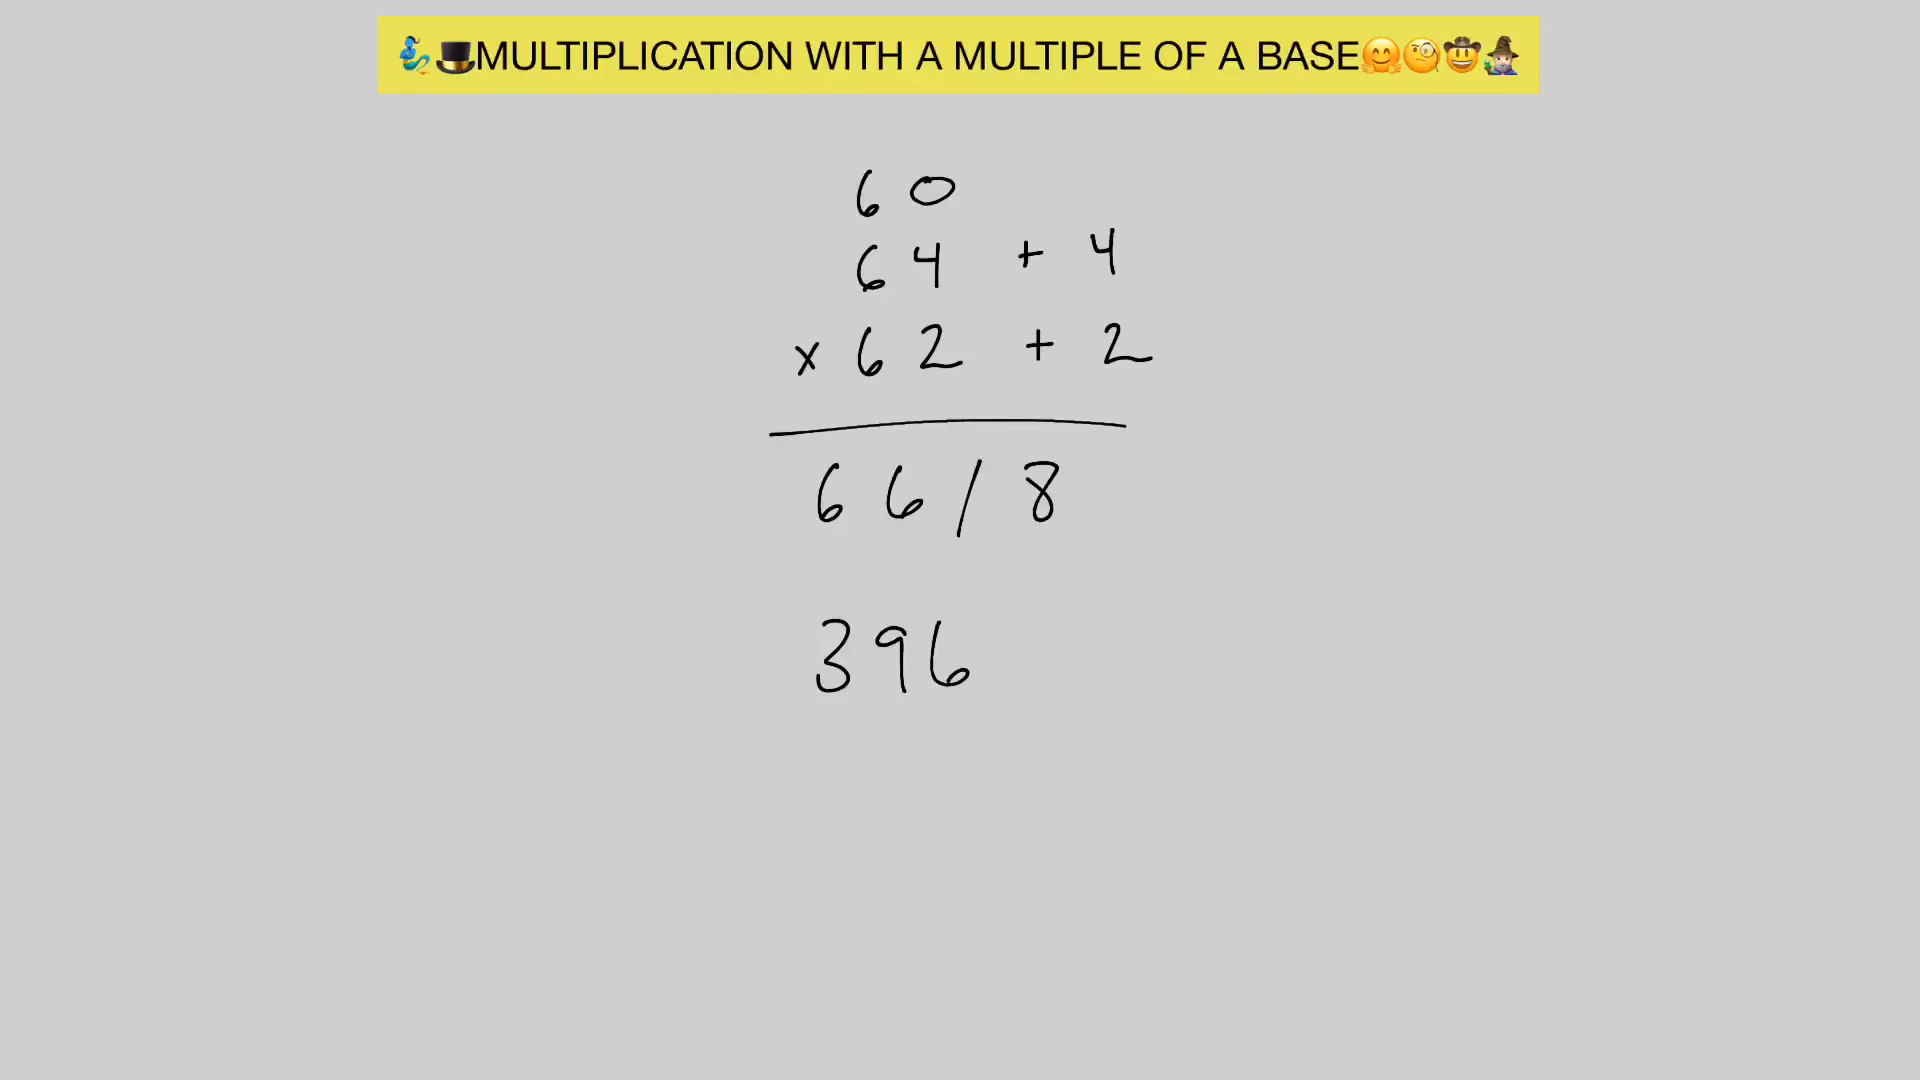 🧞‍♂️🎩MULTIPLICATION WITH A MULTIPLE OF A BASE🤗🧐🤠🧙🏻‍♂️
60
64 + 4
x 62 + 2
66/8
396